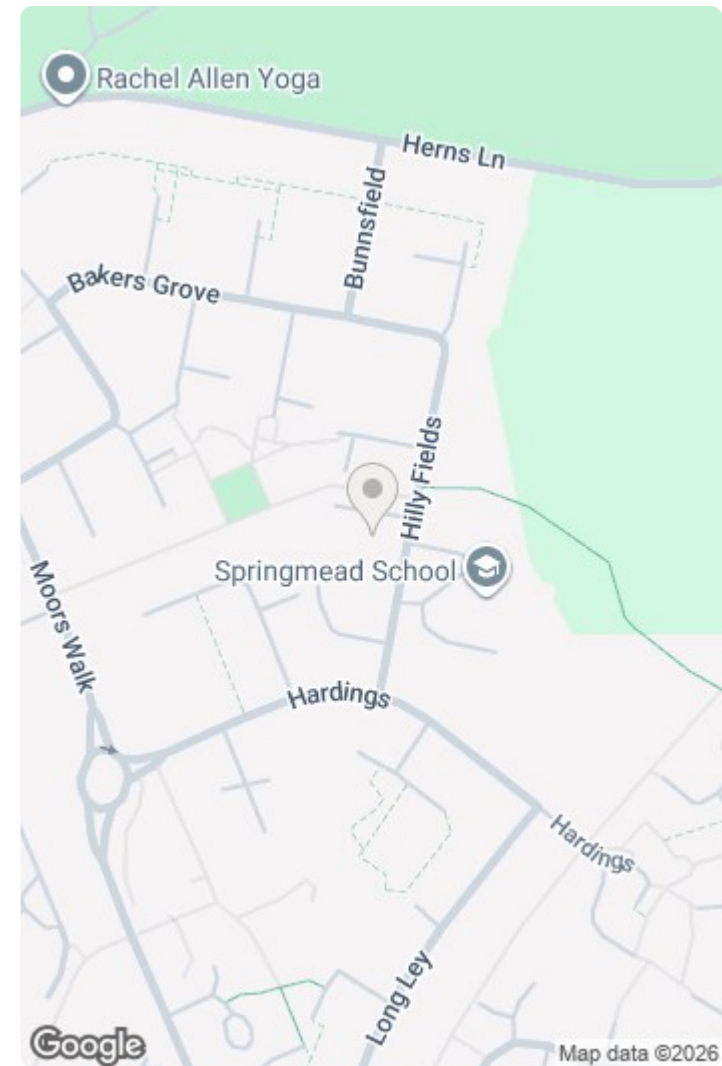 Rachel Allen Yoga
Herns Ln
Bunnsfield
Bakers Grove
Hilly Fields
Springmead School
Moors Walk
Hardings
Hardings
Long Ley
Google
Map data ©2026